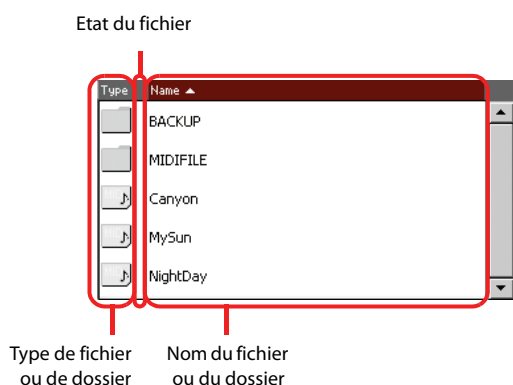 Etat du fichier
Type Name
BACKUP
MIDIFILE
Canyon
MySun
NightDay
Type de fichier
ou de dossier
Nom du fichier
ou du dossier